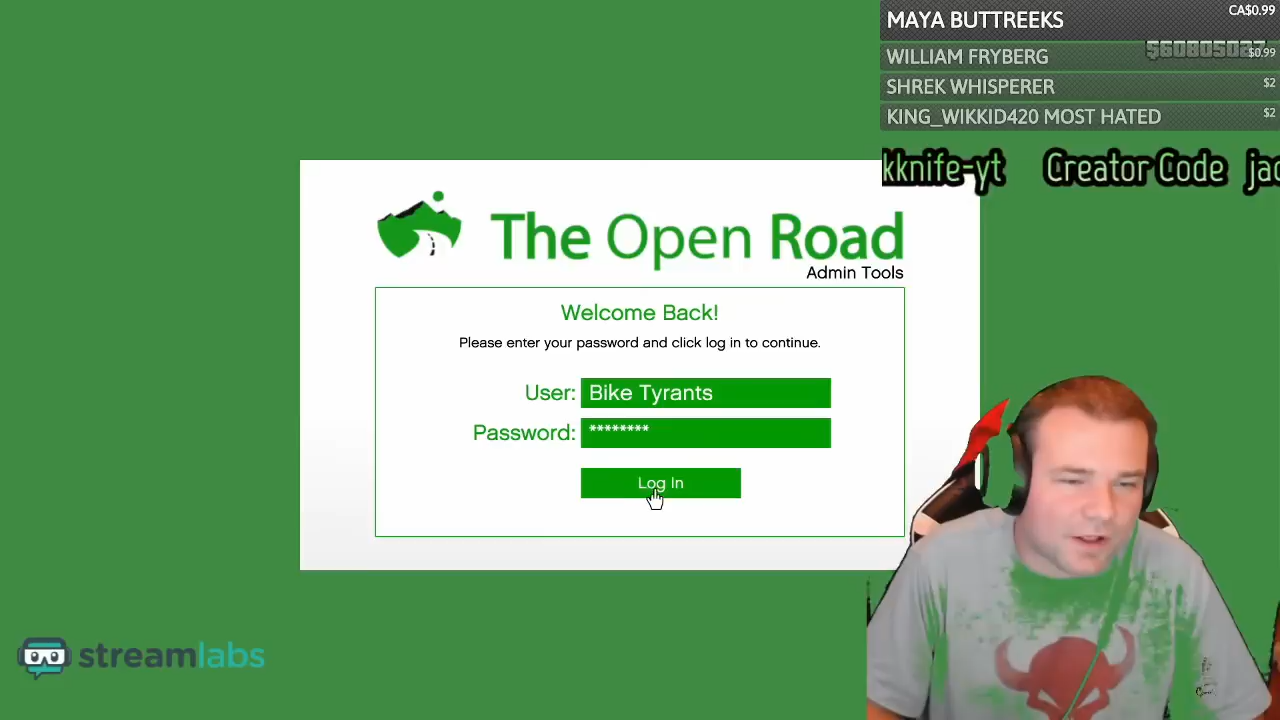 MAYA BUTTREEKS CA$0.99
WILLIAM FRYBERG $0.99
SHREK WHISPERER $2
KING_WIKKID420 MOST HATED $2
kknife-yt Creator Code jac
The Open Road
Admin Tools
Welcome Back!
Please enter your password and click log in to continue.
User: Bike Tyrants
Password: ********
Log In
streamlabs